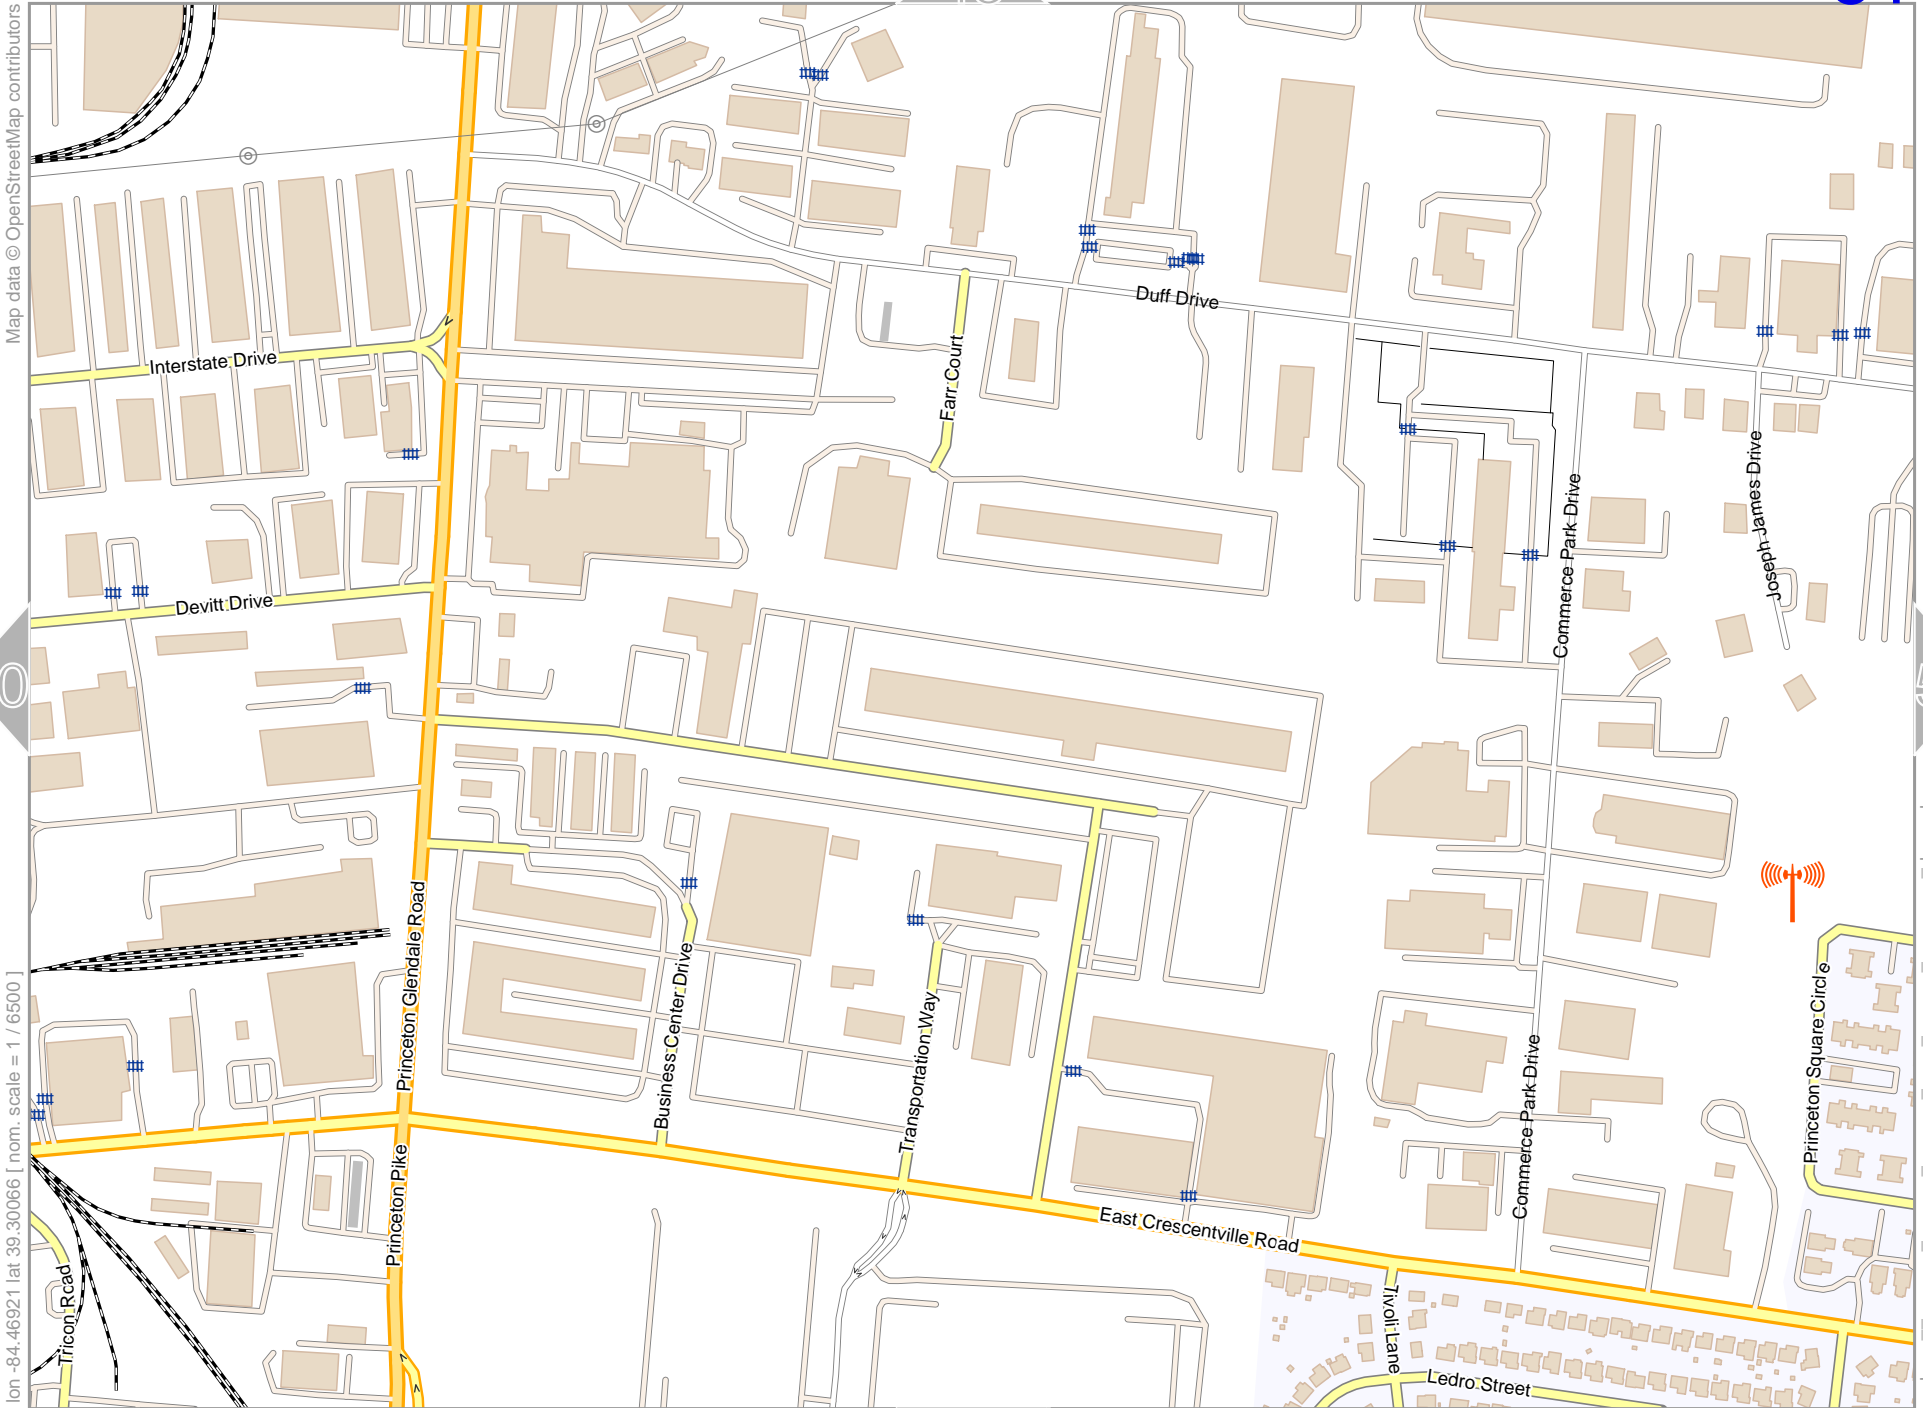 Map data © OpenStreetMap contributors
lon -84.46921 lat 39.30066 [ nom. scale = 1 / 6500 ]
Duff Drive
Interstate Drive
Farr Court
Joseph James Drive
Commerce Park Drive
Devitt Drive
Princeton Glendale Road
Business Center Drive
Transportation Way
Princeton Square Circle
Commerce Park Drive
Princeton Pike
East Crescentville Road
Tricon Road
Tivoli Lane
Ledro Street